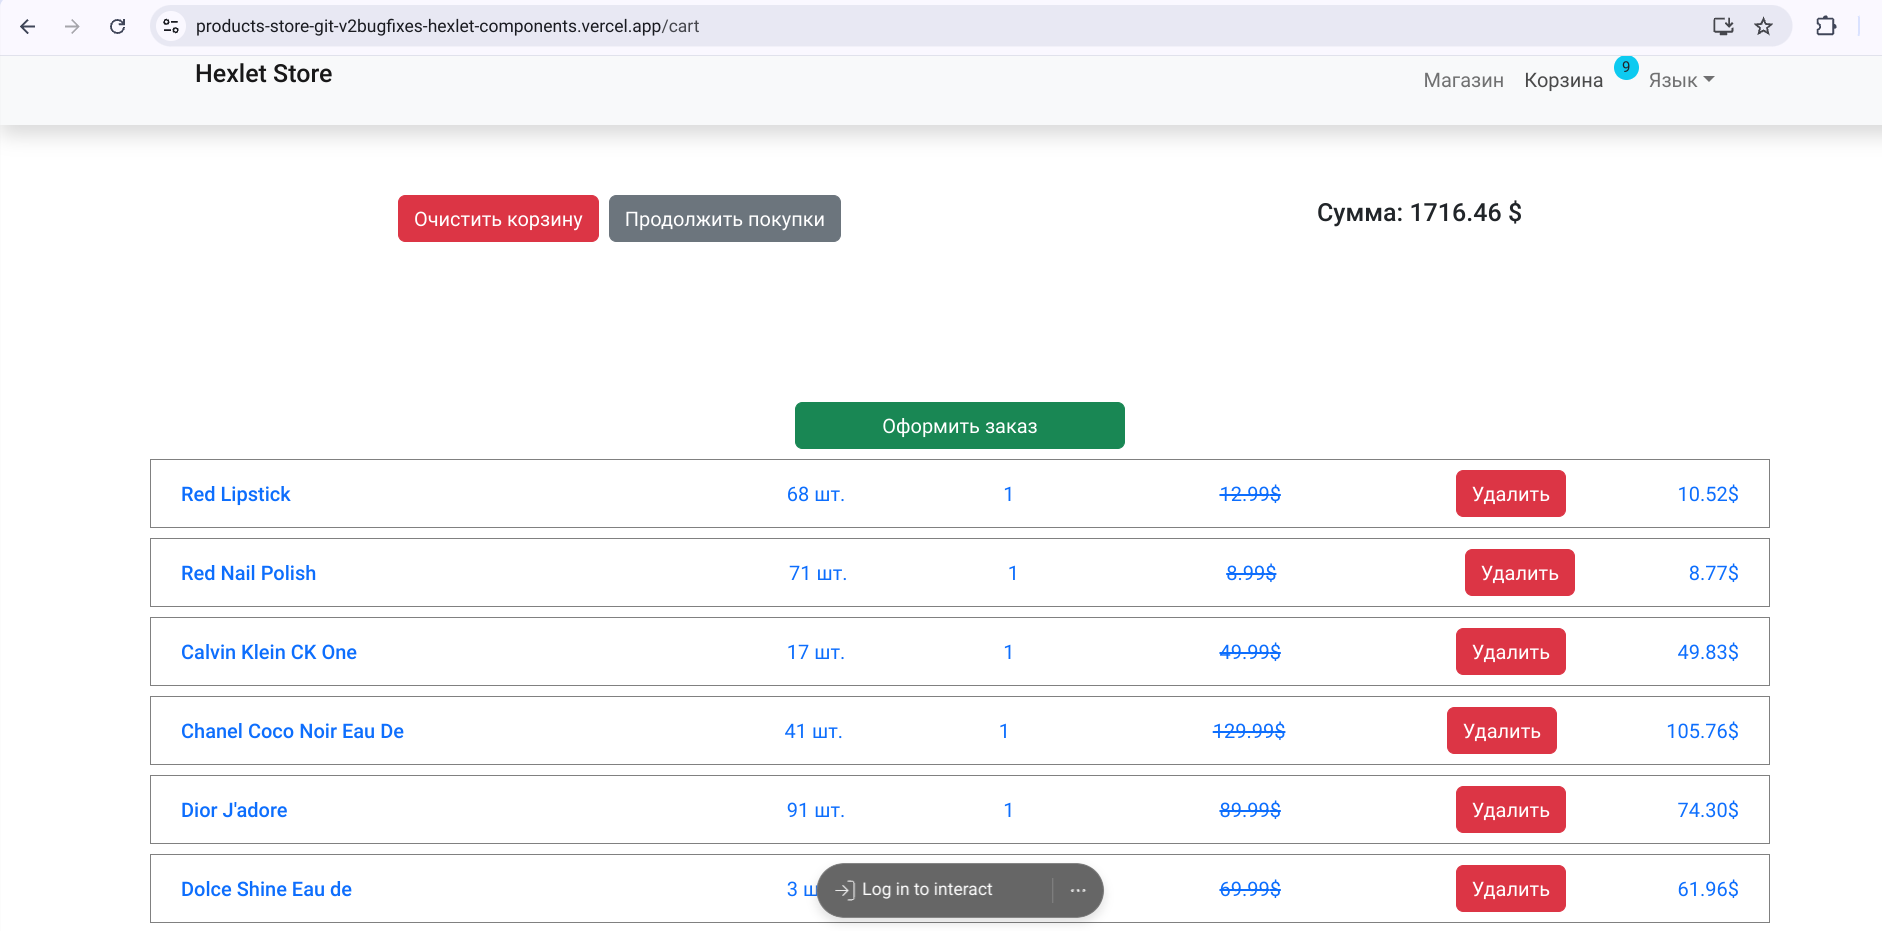 products-store-git-v2bugfixes-hexlet-components.vercel.app/cart
Hexlet Store Магазин Корзина 9 Язык
Очистить корзину Продолжить покупки Сумма: 1716.46 $
Оформить заказ
Red Lipstick 68 шт. 1 12.99$ Удалить 10.52$
Red Nail Polish 71 шт. 1 8.99$ Удалить 8.77$
Calvin Klein CK One 17 шт. 1 49.99$ Удалить 49.83$
Chanel Coco Noir Eau De 41 шт. 1 129.99$ Удалить 105.76$
Dior J'adore 91 шт. 1 89.99$ Удалить 74.30$
Dolce Shine Eau de 3 69.99$ Удалить 61.96$
Log in to interact